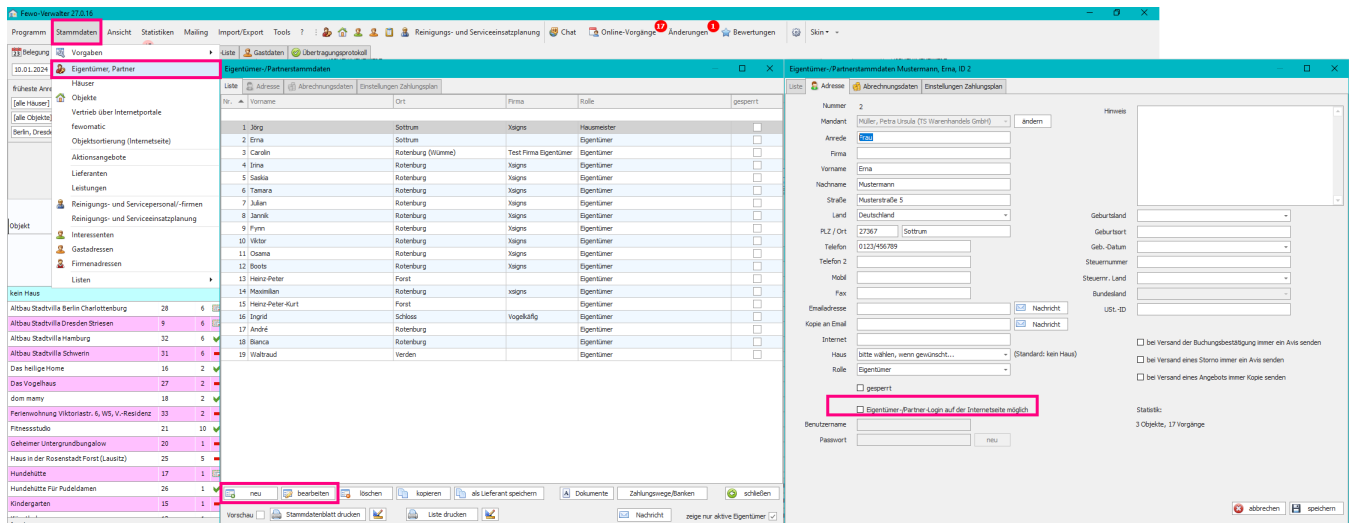 Fewo-Verwalter 27.0.16
Programm Stammdaten Ansicht Statistiken Mailing Import/Export Tools ? Reinigungs- und Serviceeinsatzplanung Chat Online-Vorgänge 17 Änderungen 1 Bewertungen Skin
Belegung
-Liste Gastdaten Übertragungsprotokoll
10.01.2024
früheste Anre
[alle Häuser]
[alle Objekte]
Berlin, Dresde
Objekt
Vorgaben
Eigentümer, Partner
Häuser
Objekte
Vertrieb über Internetportale
fewomatic
Objektsortierung (Internetseite)
Aktionsangebote
Lieferanten
Leistungen
Reinigungs- und Servicepersonal/-firmen
Reinigungs- und Serviceeinsatzplanung
Interessenten
Gastadressen
Firmenadressen
Listen
kein Haus
Altbau Stadtvilla Berlin Charlottenburg 28 6
Altbau Stadtvilla Dresden Striesen 9 6
Altbau Stadtvilla Hamburg 32 6
Altbau Stadtvilla Schwerin 31 6
Das heilige Home 16 2
Das Vogelhaus 27 2
dom mamy 18 2
Ferienwohnung Viktoriastr. 6, W5, V.-Residenz 33 2
Fitnessstudio 21 10
Geheimer Untergrundbungalow 20 1
Haus in der Rosenstadt Forst (Lausitz) 25 5
Hundehütte 17 1
Hundehütte Für Pudeldamen 26 1
Kindergarten 15 1
Eigentümer-/Partnerstammdaten
Liste Adresse Abrechnungsdaten Einstellungen Zahlungsplan
Nr. Vorname Ort Firma Rolle gesperrt
1 Jörg Sottrum Xsigns Hausmeister
2 Erna Sottrum Eigentümer
3 Carolin Rotenburg (Wümme) Test Firma Eigentümer Eigentümer
4 Irina Rotenburg Xsigns Eigentümer
5 Saskia Rotenburg Xsigns Eigentümer
6 Tamara Rotenburg Xsigns Eigentümer
7 Julian Rotenburg Xsigns Eigentümer
8 Jannik Rotenburg Xsigns Eigentümer
9 Fynn Rotenburg Xsigns Eigentümer
10 Viktor Rotenburg Xsigns Eigentümer
11 Osama Rotenburg Xsigns Eigentümer
12 Boots Rotenburg Xsigns Eigentümer
13 Heinz-Peter Forst Eigentümer
14 Maximilian Rotenburg xsigns Eigentümer
15 Heinz-Peter-Kurt Forst Eigentümer
16 Ingrid Schloss Vogelkäfig Eigentümer
17 André Rotenburg Eigentümer
18 Bianca Rotenburg Eigentümer
19 Waltraud Verden Eigentümer
neu bearbeiten löschen kopieren als Lieferant speichern Dokumente Zahlungswege/Banken schließen
Vorschau Stammdatenblatt drucken Liste drucken Nachricht zeige nur aktive Eigentümer
Eigentümer-/Partnerstammdaten Mustermann, Erna, ID 2
Liste Adresse Abrechnungsdaten Einstellungen Zahlungsplan
Nummer 2
Mandant Müller, Petra Ursula (TS Warenhandels GmbH) ändern
Anrede Frau
Firma
Vorname Erna
Nachname Mustermann
Straße Musterstraße 5
Land Deutschland
PLZ / Ort 27367 Sottrum
Telefon 0123/456789
Telefon 2
Mobil
Fax
Emailadresse Nachricht
Kopie an Email Nachricht
Internet
Haus bitte wählen, wenn gewünscht... (Standard: kein Haus)
Rolle Eigentümer
gesperrt
Eigentümer-/Partner-Login auf der Internetseite möglich
Benutzername
Passwort neu
Hinweis
Geburtsland
Geburtsort
Geb.-Datum
Steuernummer
Steuernr. Land
Bundesland
USt.-ID
bei Versand der Buchungsbestätigung immer ein Avis senden
bei Versand eines Storno immer ein Avis senden
bei Versand eines Angebots immer Kopie senden
Statistik:
3 Objekte, 17 Vorgänge
abbrechen speichern